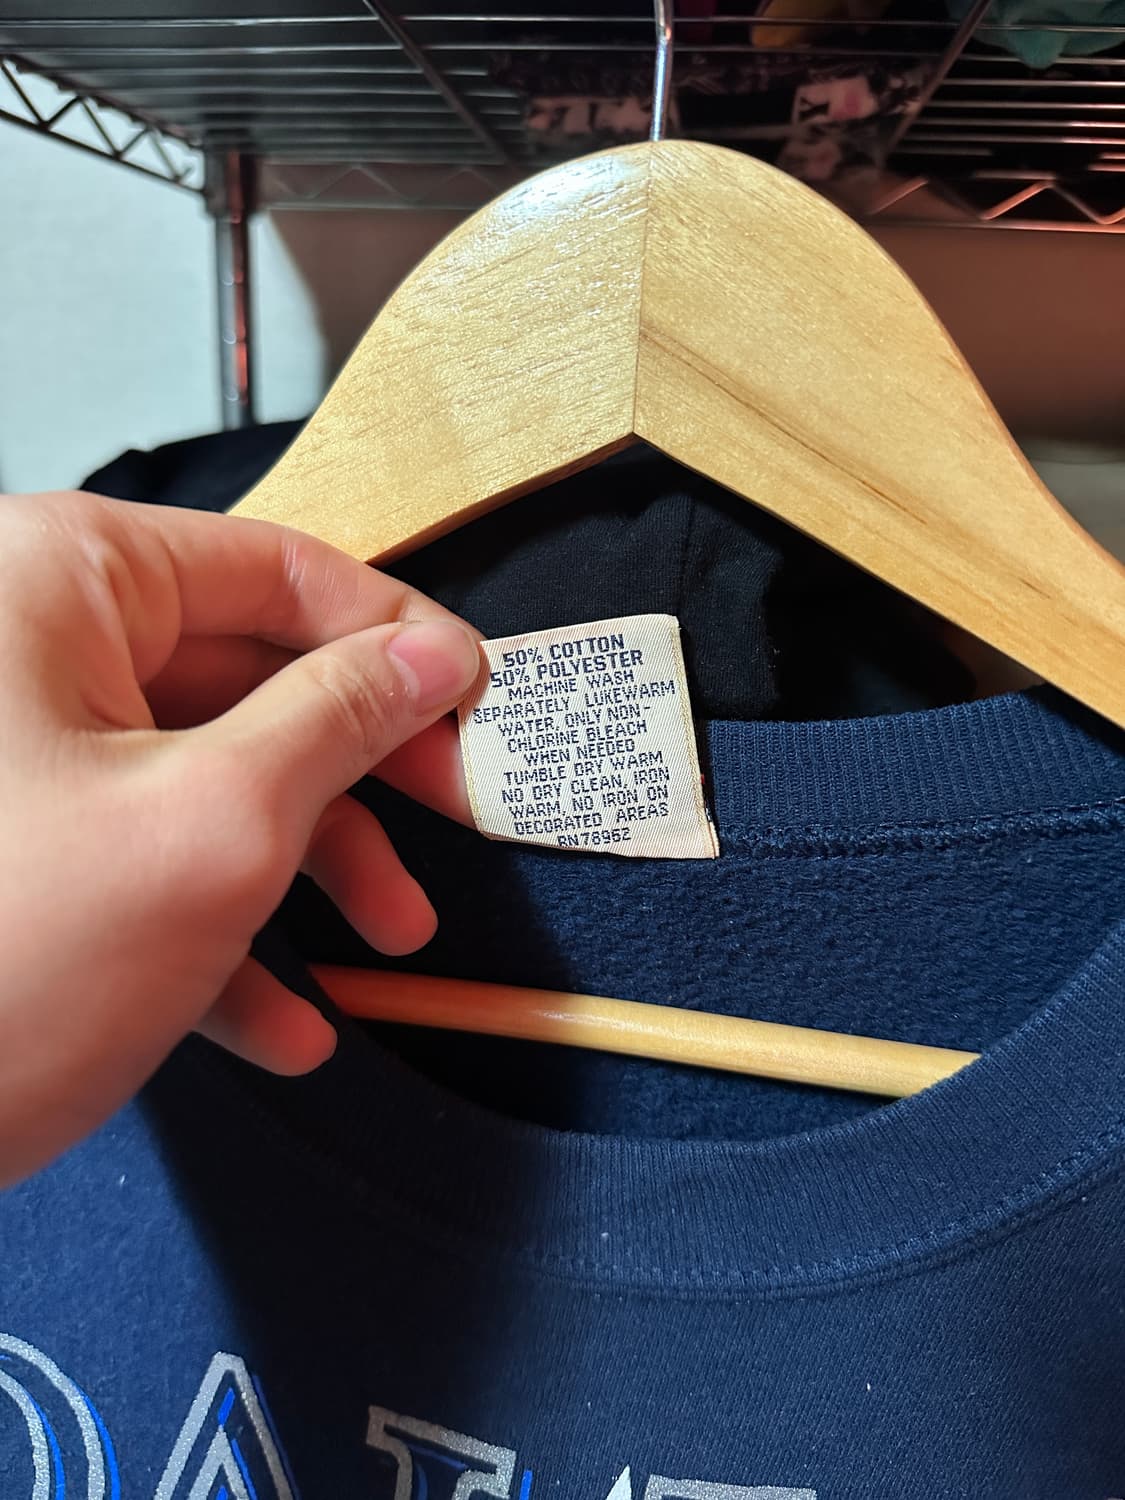 50% COTTON
50% POLYESTER
MACHINE WASH
SEPARATELY LUKEWARM
WATER, ONLY NON-
CHLORINE BLEACH
WHEN NEEDED
TUMBLE DRY WARM
NO DRY CLEAN, IRON
WARM, NO IRON ON
DECORATED AREAS
RN78962